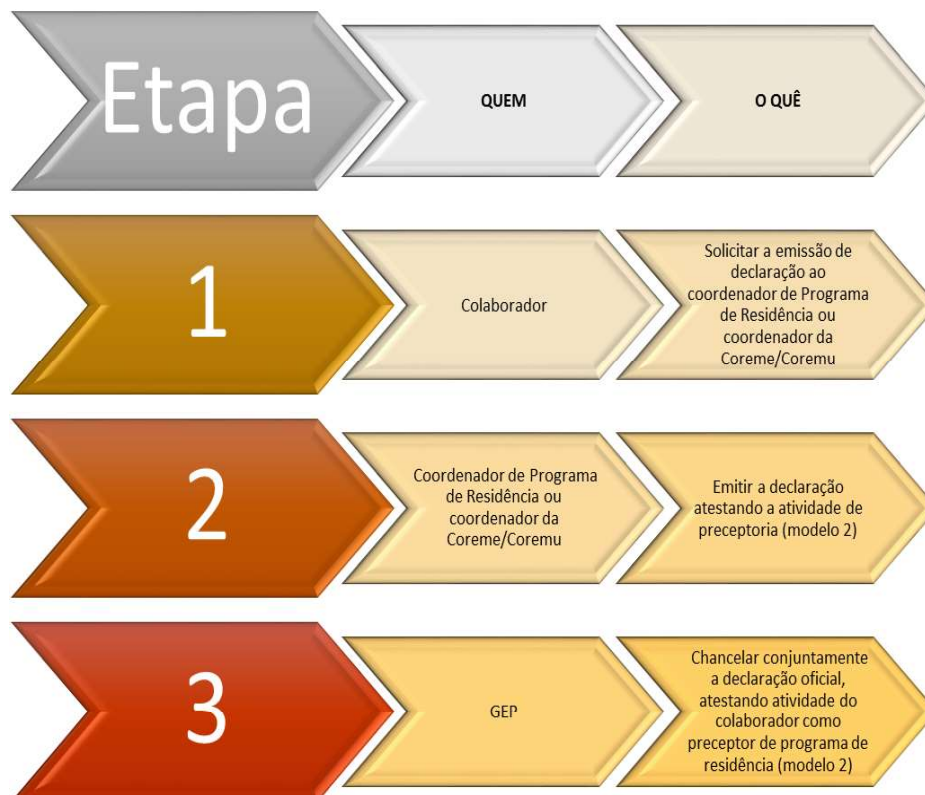 Etapa
QUEM
O QUÊ
1
Colaborador
Solicitar a emissão de
declaração ao
coordenador de Programa
de Residência ou
coordenador da
Coreme/Coremu
2
Coordenador de Programa
de Residência ou
coordenador da
Coreme/Coremu
Emitir a declaração
atestando a atividade de
preceptoria (modelo 2)
3
GEP
Chancelar conjuntamente
a declaração oficial,
atestando atividade do
colaborador como
preceptor de programa de
residência (modelo 2)